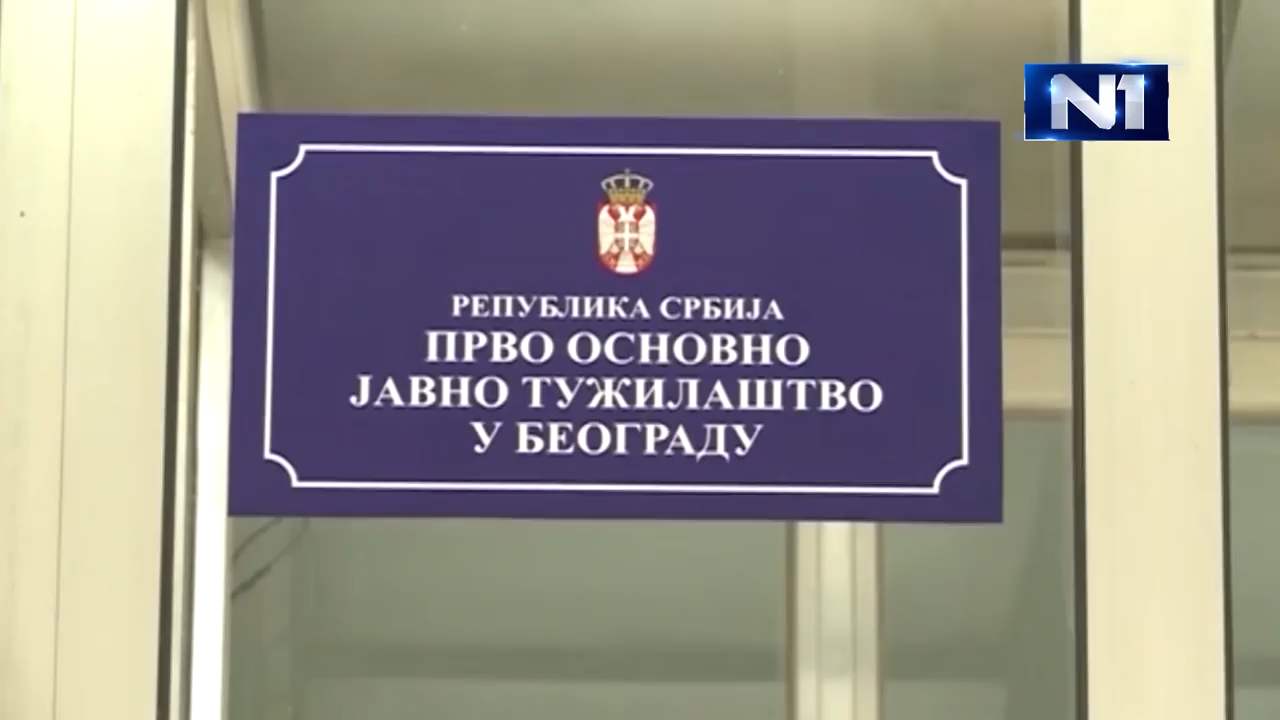 N1
РЕПУБЛИКА СРБИЈА
ПРВО ОСНОВНО
ЈАВНО ТУЖИЛАШТВО
У БЕОГРАДУ